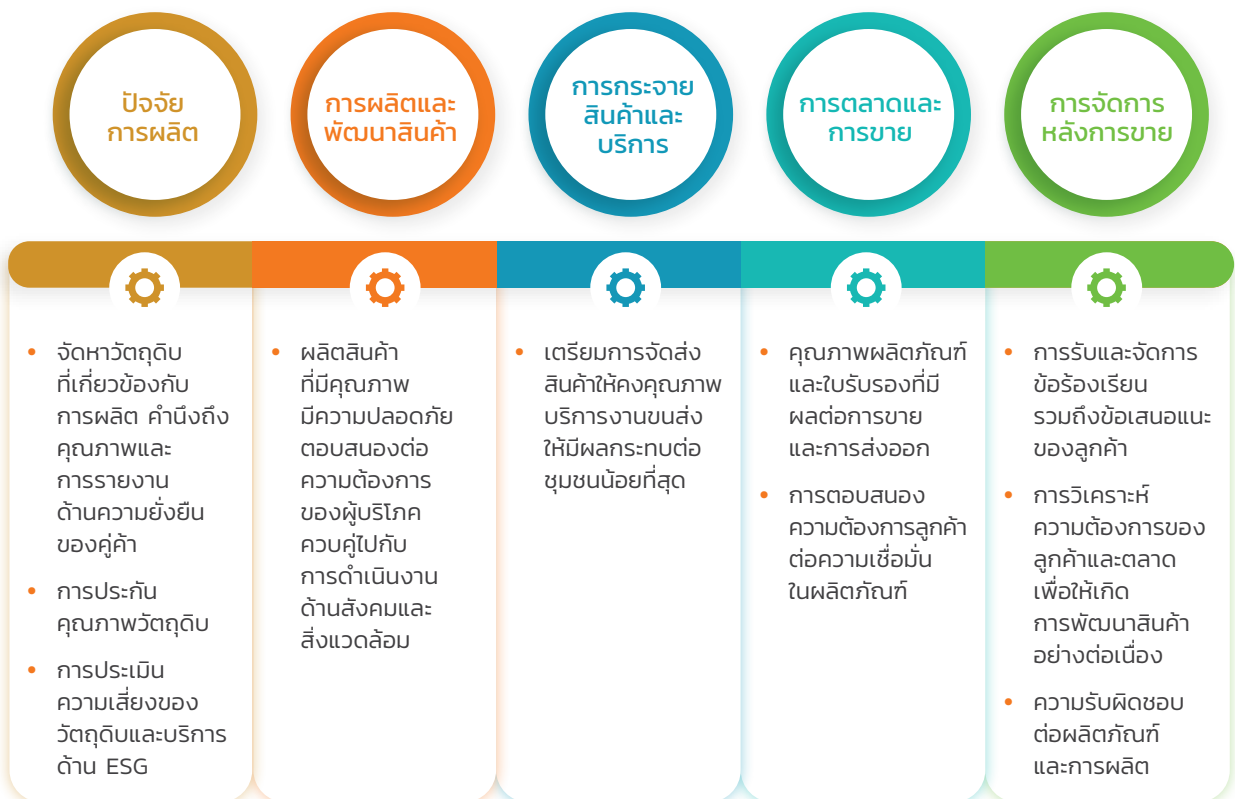 ปัจจัย
การผลิต
การผลิตและ
พัฒนาสินค้า
การกระจาย
สินค้าและ
บริการ
การตลาดและ
การขาย
การจัดการ
หลังการขาย
• จัดหาวัตถุดิบ
ที่เกี่ยวข้องกับ
การผลิต คำนึงถึง
คุณภาพและ
การรายงาน
ด้านความยั่งยืน
ของคู่ค้า
• การประกัน
คุณภาพวัตถุดิบ
• การประเมิน
ความเสี่ยงของ
วัตถุดิบและบริการ
ด้าน ESG
• ผลิตสินค้า
ที่มีคุณภาพ
มีความปลอดภัย
ตอบสนองต่อ
ความต้องการ
ของผู้บริโภค
ควบคู่ไปกับ
การดำเนินงาน
ด้านสังคมและ
สิ่งแวดล้อม
• เตรียมการจัดส่ง
สินค้าให้คงคุณภาพ
บริการงานขนส่ง
ให้มีผลกระทบต่อ
ชุมชนน้อยที่สุด
• คุณภาพผลิตภัณฑ์
และใบรับรองที่มี
ผลต่อการขาย
และการส่งออก
• การตอบสนอง
ความต้องการลูกค้า
ต่อความเชื่อมั่น
ในผลิตภัณฑ์
• การรับและจัดการ
ข้อร้องเรียน
รวมถึงข้อเสนอแนะ
ของลูกค้า
• การวิเคราะห์
ความต้องการของ
ลูกค้าและตลาด
เพื่อให้เกิด
การพัฒนาสินค้า
อย่างต่อเนื่อง
• ความรับผิดชอบ
ต่อผลิตภัณฑ์
และการผลิต